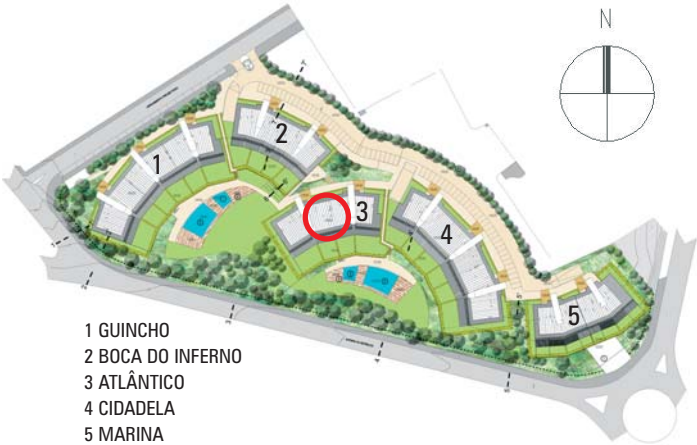 N
1
2
3
4
5
1 GUINCHO
2 BOCA DO INFERNO
3 ATLÂNTICO
4 CIDADELA
5 MARINA